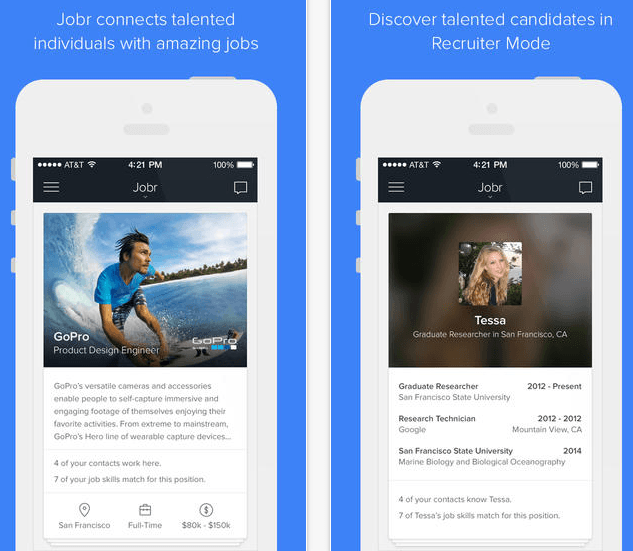 Jobr connects talented
individuals with amazing jobs
AT&T 4:21 PM 100%
Jobr
GoPro
Product Design Engineer
GoPro
GoPro's versatile cameras and accessories
enable people to self-capture immersive and
engaging footage of themselves enjoying their
favorite activities. From extreme to mainstream,
GoPro's Hero line of wearable capture devices...
4 of your contacts work here.
7 of your job skills match for this position.
San Francisco Full-Time $80k - $150k
Discover talented candidates in
Recruiter Mode
AT&T 4:21 PM 100%
Jobr
Tessa
Graduate Researcher in San Francisco, CA
Graduate Researcher 2012 - Present
San Francisco State University
Research Technician 2012 - 2012
Google Mountain View, CA
San Francisco State University 2014
Marine Biology and Biological Oceanography
4 of your contacts know Tessa.
7 of Tessa's job skills match for this position.